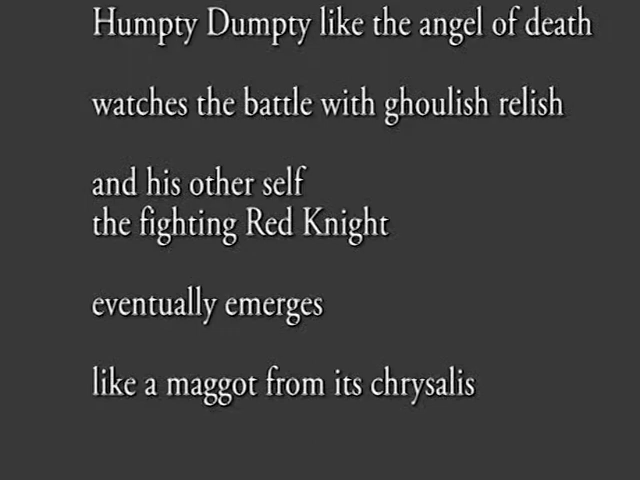 Humpty Dumpty like the angel of death
watches the battle with ghoulish relish
and his other self
the fighting Red Knight
eventually emerges
like a maggot from its chrysalis